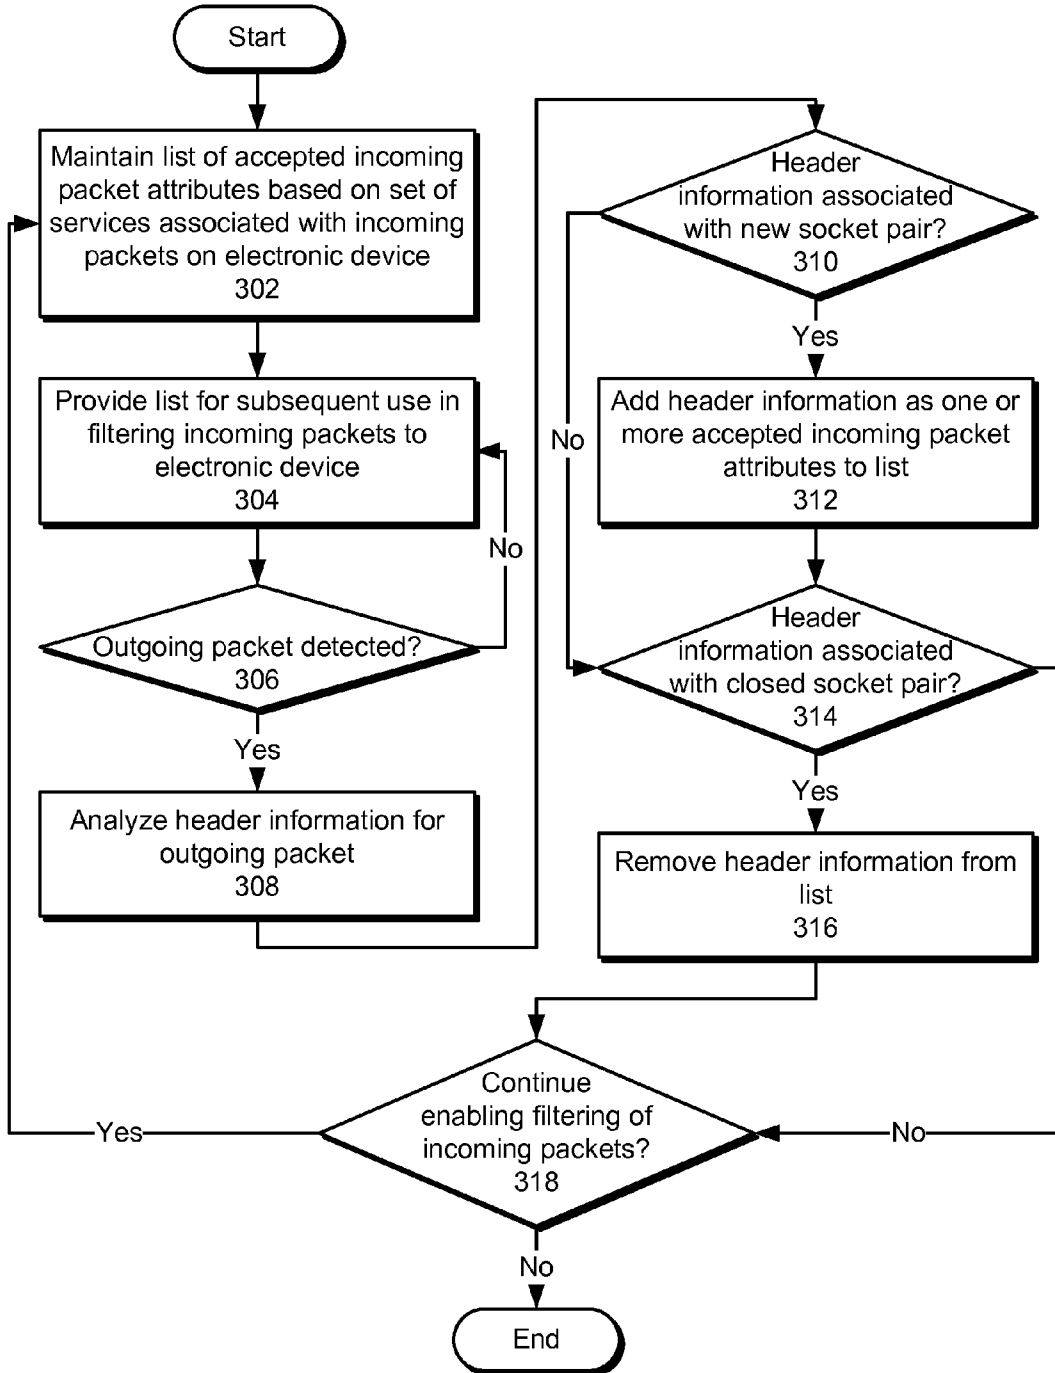 Start
Maintain list of accepted incoming
packet attributes based on set of
services associated with incoming
packets on electronic device
302
Provide list for subsequent use in
filtering incoming packets to
electronic device
304
No
Outgoing packet detected?
306
Yes
Analyze header information for
outgoing packet
308
Header
information associated
with new socket pair?
310
Yes
No
Add header information as one or
more accepted incoming packet
attributes to list
312
Header
information associated
with closed socket pair?
314
Yes
Remove header information from
list
316
Continue
enabling filtering of
incoming packets?
318
Yes
No
No
End